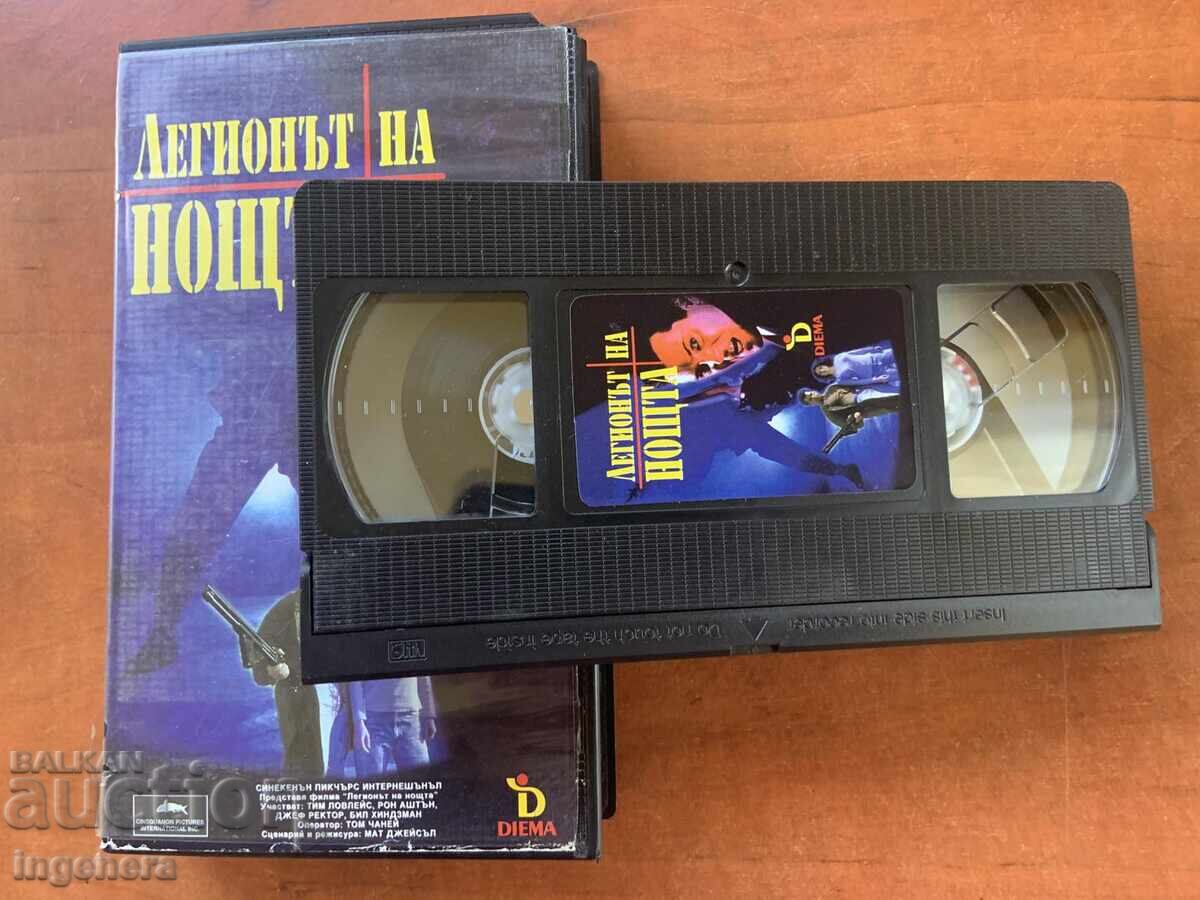 ЛЕГИОНЪТ НА
НОЩТ
ЛЕГИОНЪТ НА
НОЩТА
DIEMA
VHS
Do not touch the tape inside
Insert this side into recorder
СИНЕКЕНЪН ПИКЧЪРС ИНТЕРНЕШЪНЪЛ
Представя филма "Легионът на нощта"
Участват: ТИМ ЛОВЛЕЙС, РОН АШТЪН,
ДЖЕФ РЕКТОР, БИЛ ХИНДЗМАН
Оператор: ТОМ ЧАНЕЙ
Сценарий и режисура: МАТ ДЖЕЙСЪЛ
DIEMA
CINEQUANON PICTURES
INTERNATIONAL INC.
BALKAN
auction
ingehera